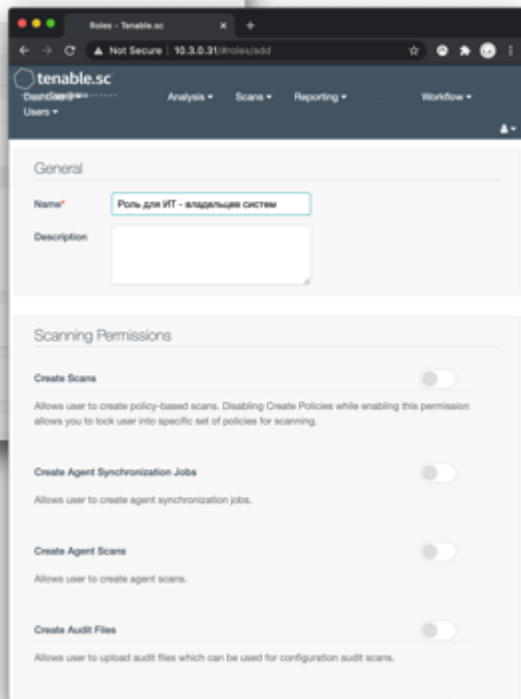 Roles - Tenable.sc
Not Secure | 10.3.0.31/#roles/add
tenable.sc
Dashboard Analysis Scans Reporting Workflow
Users
General
Name* Роль для ИТ - владельцев систем
Description
Scanning Permissions
Create Scans
Allows user to create policy-based scans. Disabling Create Policies while enabling this permission
allows you to lock user into specific set of policies for scanning.
Create Agent Synchronization Jobs
Allows user to create agent synchronization jobs.
Create Agent Scans
Allows user to create agent scans.
Create Audit Files
Allows user to upload audit files which can be used for configuration audit scans.